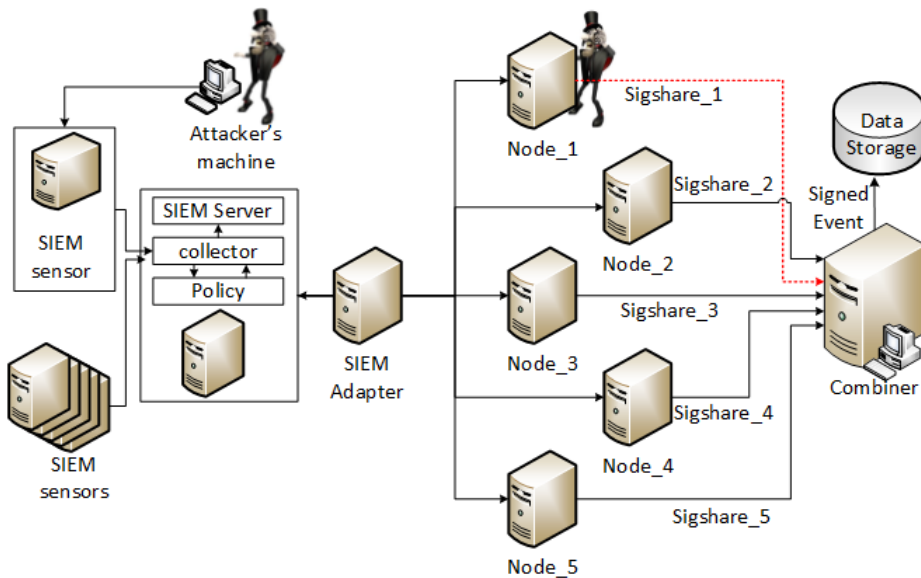 Attacker's
machine
SIEM
sensor
SIEM Server
collector
Policy
SIEM
sensors
SIEM
Adapter
Node_1
Sigshare_1
Node_2
Sigshare_2
Node_3
Sigshare_3
Node_4
Sigshare_4
Node_5
Sigshare_5
Data
Storage
Signed
Event
Combiner